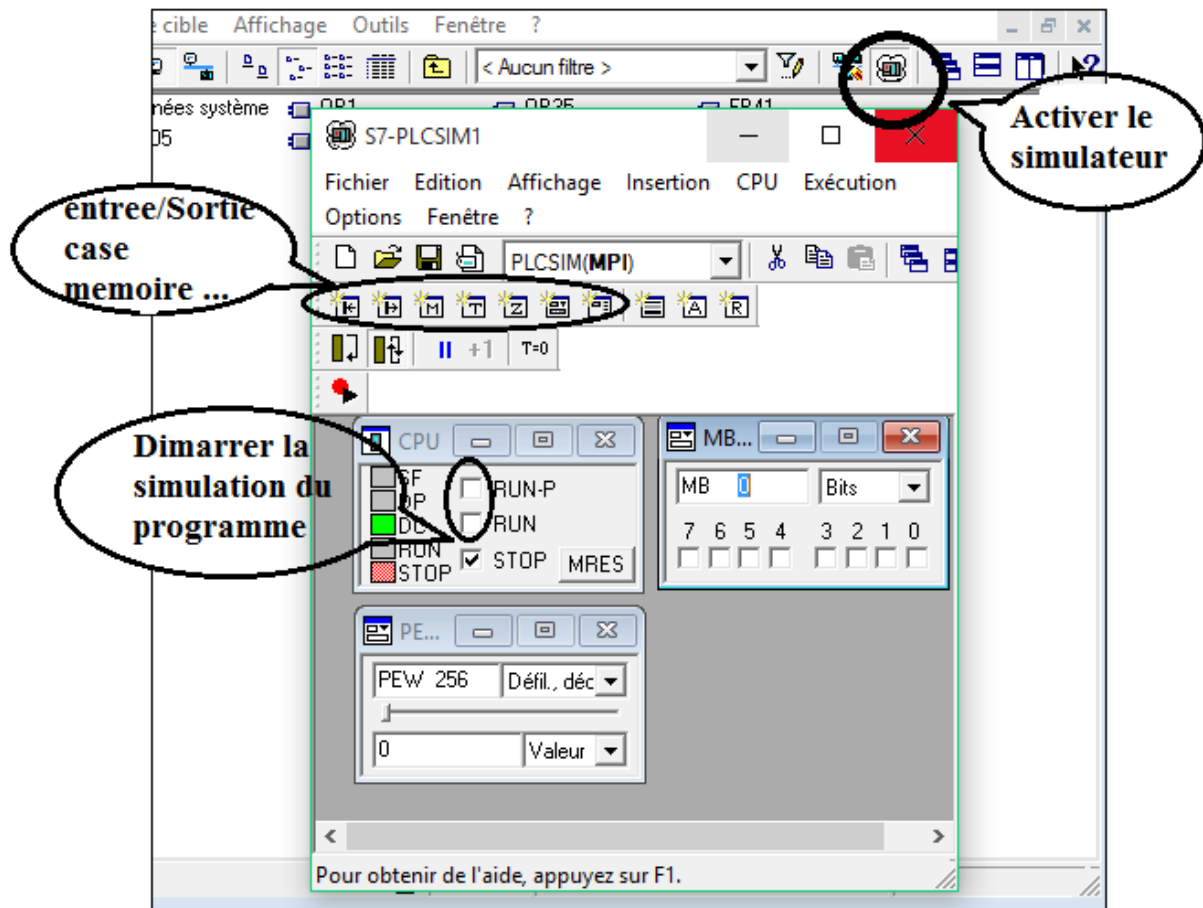 cible Affichage Outils Fenêtre ?
< Aucun filtre >
nées système OB1 OB35 FB41
05
Activer le
simulateur
S7-PLCSIM1
Fichier Edition Affichage Insertion CPU Exécution
Options Fenêtre ?
entree/Sortie
case
memoire ...
PLCSIM(MPI)
M T Z A R
+1 T=0
Dimarrer la
simulation du
programme
CPU
SF
DP
DC
RUN
STOP
RUN-P
RUN
STOP MRES
MB...
MB 0 Bits
7 6 5 4 3 2 1 0
PE...
PEW 256 Défil., déc
0 Valeur
Pour obtenir de l'aide, appuyez sur F1.